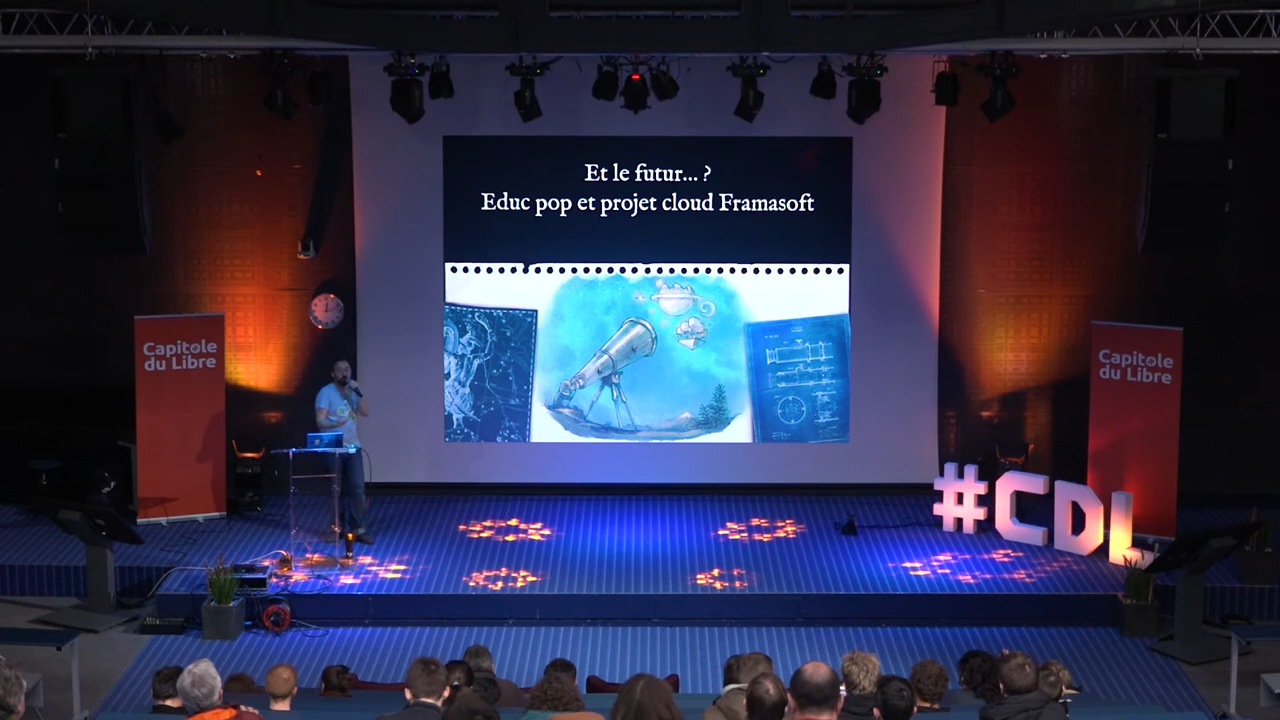 Et le futur... ?
Educ pop et projet cloud Framasoft
Capitole
du Libre
Capitole
du Libre
#CDL